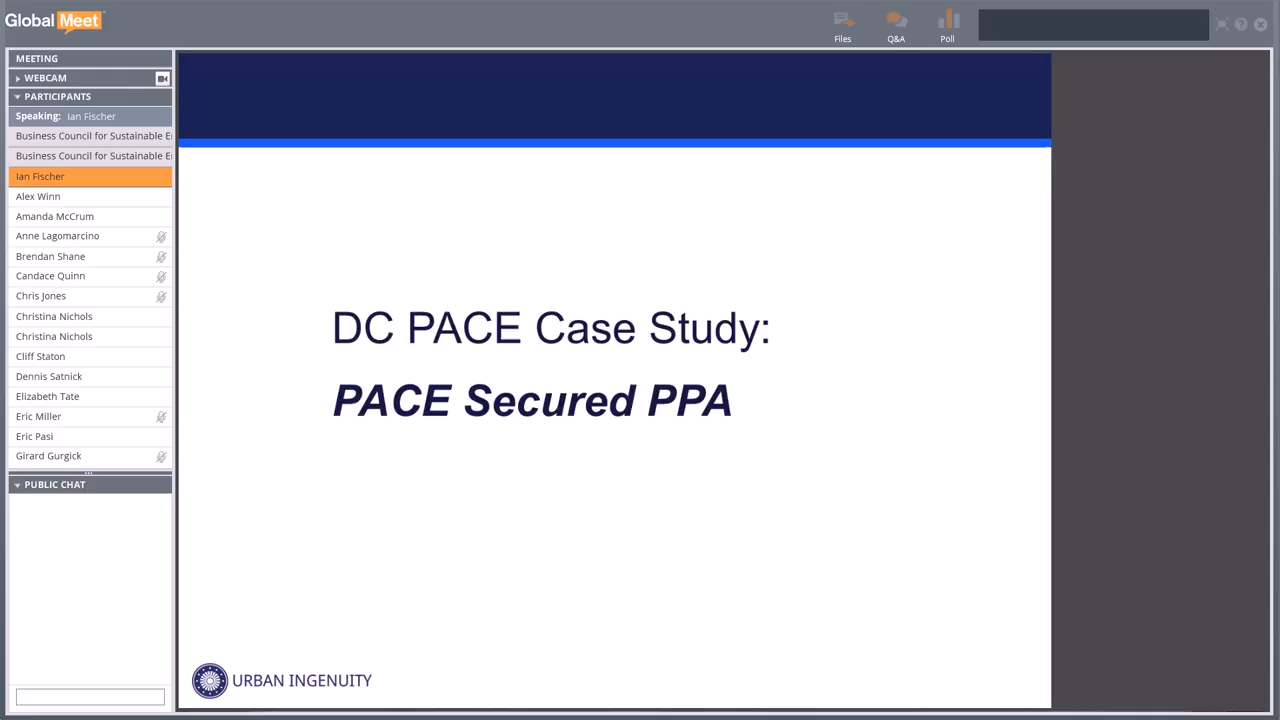 GlobalMeet
Files
Q&A
Poll
MEETING
WEBCAM
PARTICIPANTS
Speaking: Ian Fischer
Business Council for Sustainable E
Business Council for Sustainable E
Ian Fischer
Alex Winn
Amanda McCrum
Anne Lagomarcino
Brendan Shane
Candace Quinn
Chris Jones
Christina Nichols
Christina Nichols
Cliff Staton
Dennis Satnick
Elizabeth Tate
Eric Miller
Eric Pasi
Girard Gurgick
PUBLIC CHAT
DC PACE Case Study:
PACE Secured PPA
URBAN INGENUITY